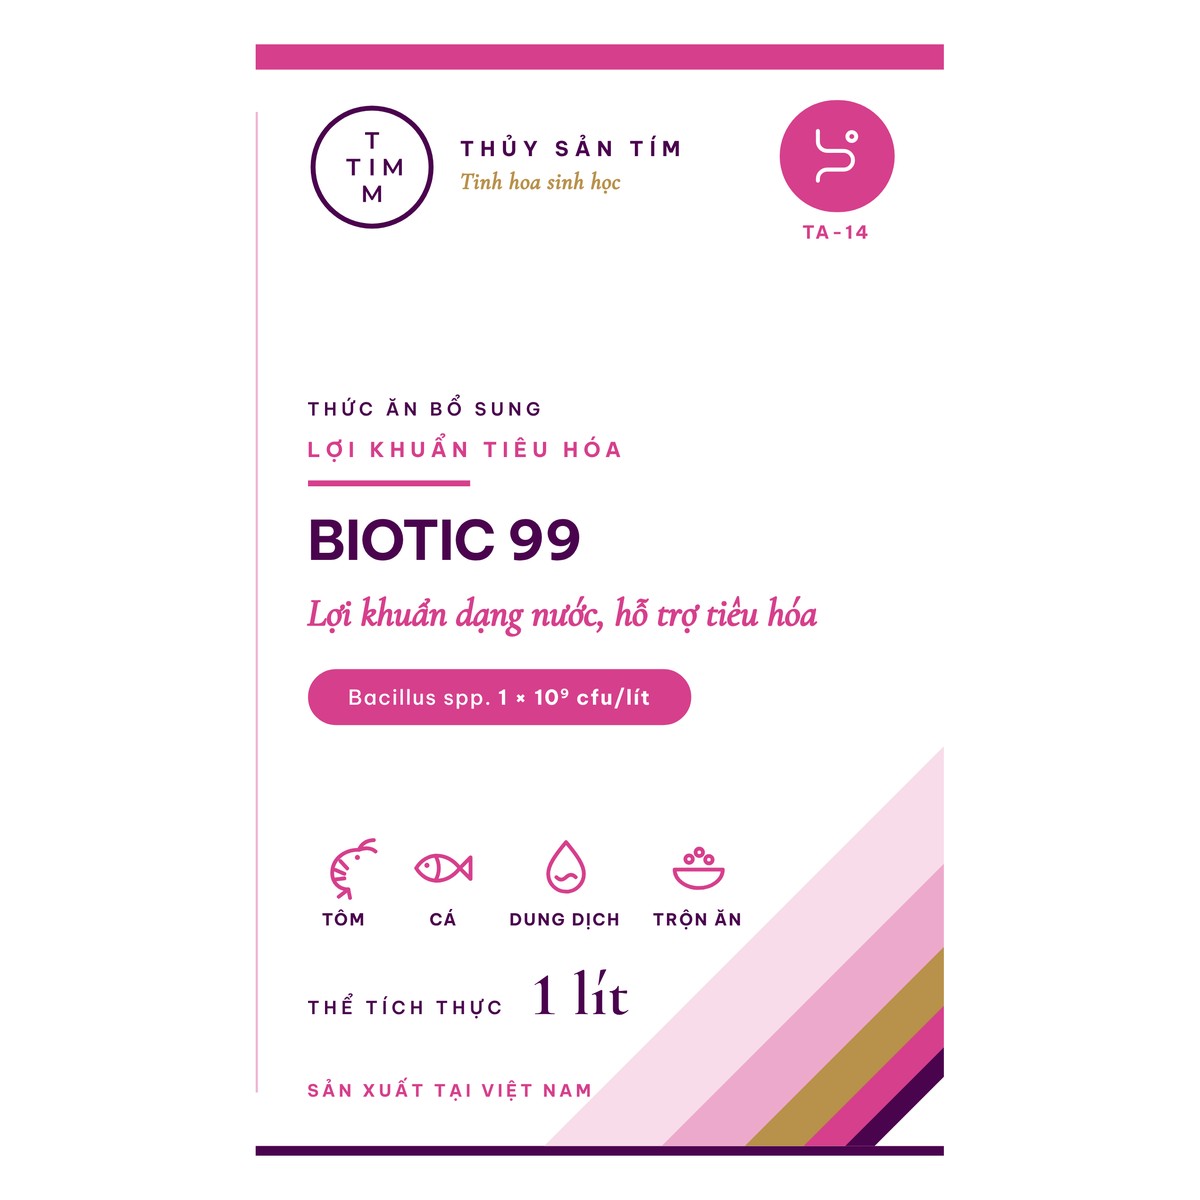 T
TIM
M
THỦY SẢN TÍM
Tinh hoa sinh học
TA-14
THỨC ĂN BỔ SUNG
LỢI KHUẨN TIÊU HÓA
BIOTIC 99
Lợi khuẩn dạng nước, hỗ trợ tiêu hóa
Bacillus spp. 1 × 10⁹ cfu/lít
TÔM CÁ DUNG DỊCH TRỘN ĂN
THỂ TÍCH THỰC 1 lít
SẢN XUẤT TẠI VIỆT NAM